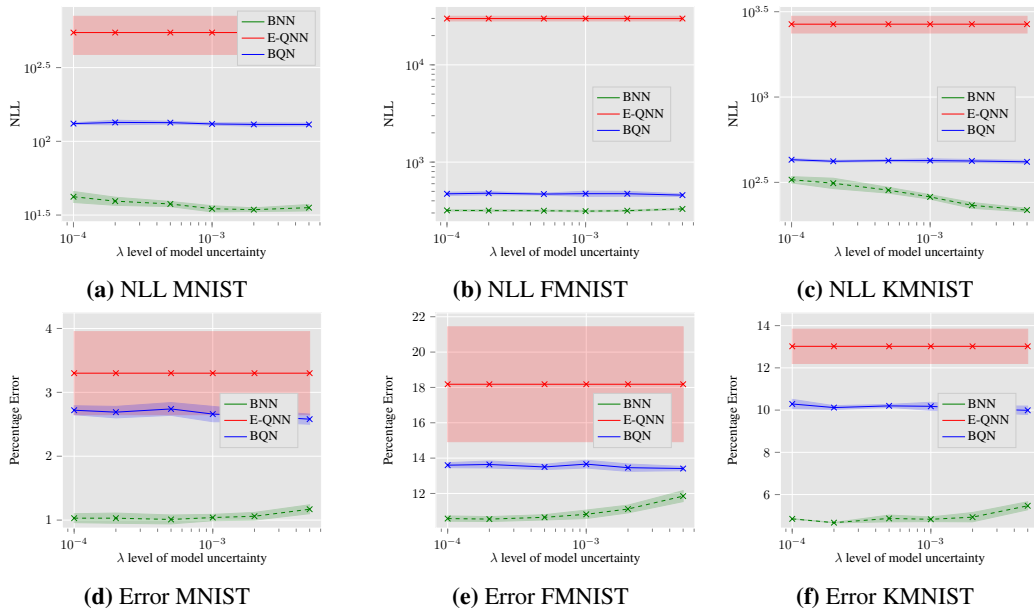 10^2.5
10^2
10^1.5
NLL
BNN
E-QNN
BQN
10^−4
10^−3
λ level of model uncertainty
(a) NLL MNIST
10^4
10^3
NLL
BNN
E-QNN
BQN
10^−4
10^−3
λ level of model uncertainty
(b) NLL FMNIST
10^3.5
10^3
10^2.5
NLL
BNN
E-QNN
BQN
10^−4
10^−3
λ level of model uncertainty
(c) NLL KMNIST
4
3
2
1
Percentage Error
BNN
E-QNN
BQN
10^−4
10^−3
λ level of model uncertainty
(d) Error MNIST
22
20
18
16
14
12
Percentage Error
BNN
E-QNN
BQN
10^−4
10^−3
λ level of model uncertainty
(e) Error FMNIST
14
12
10
8
6
Percentage Error
BNN
E-QNN
BQN
10^−4
10^−3
λ level of model uncertainty
(f) Error KMNIST